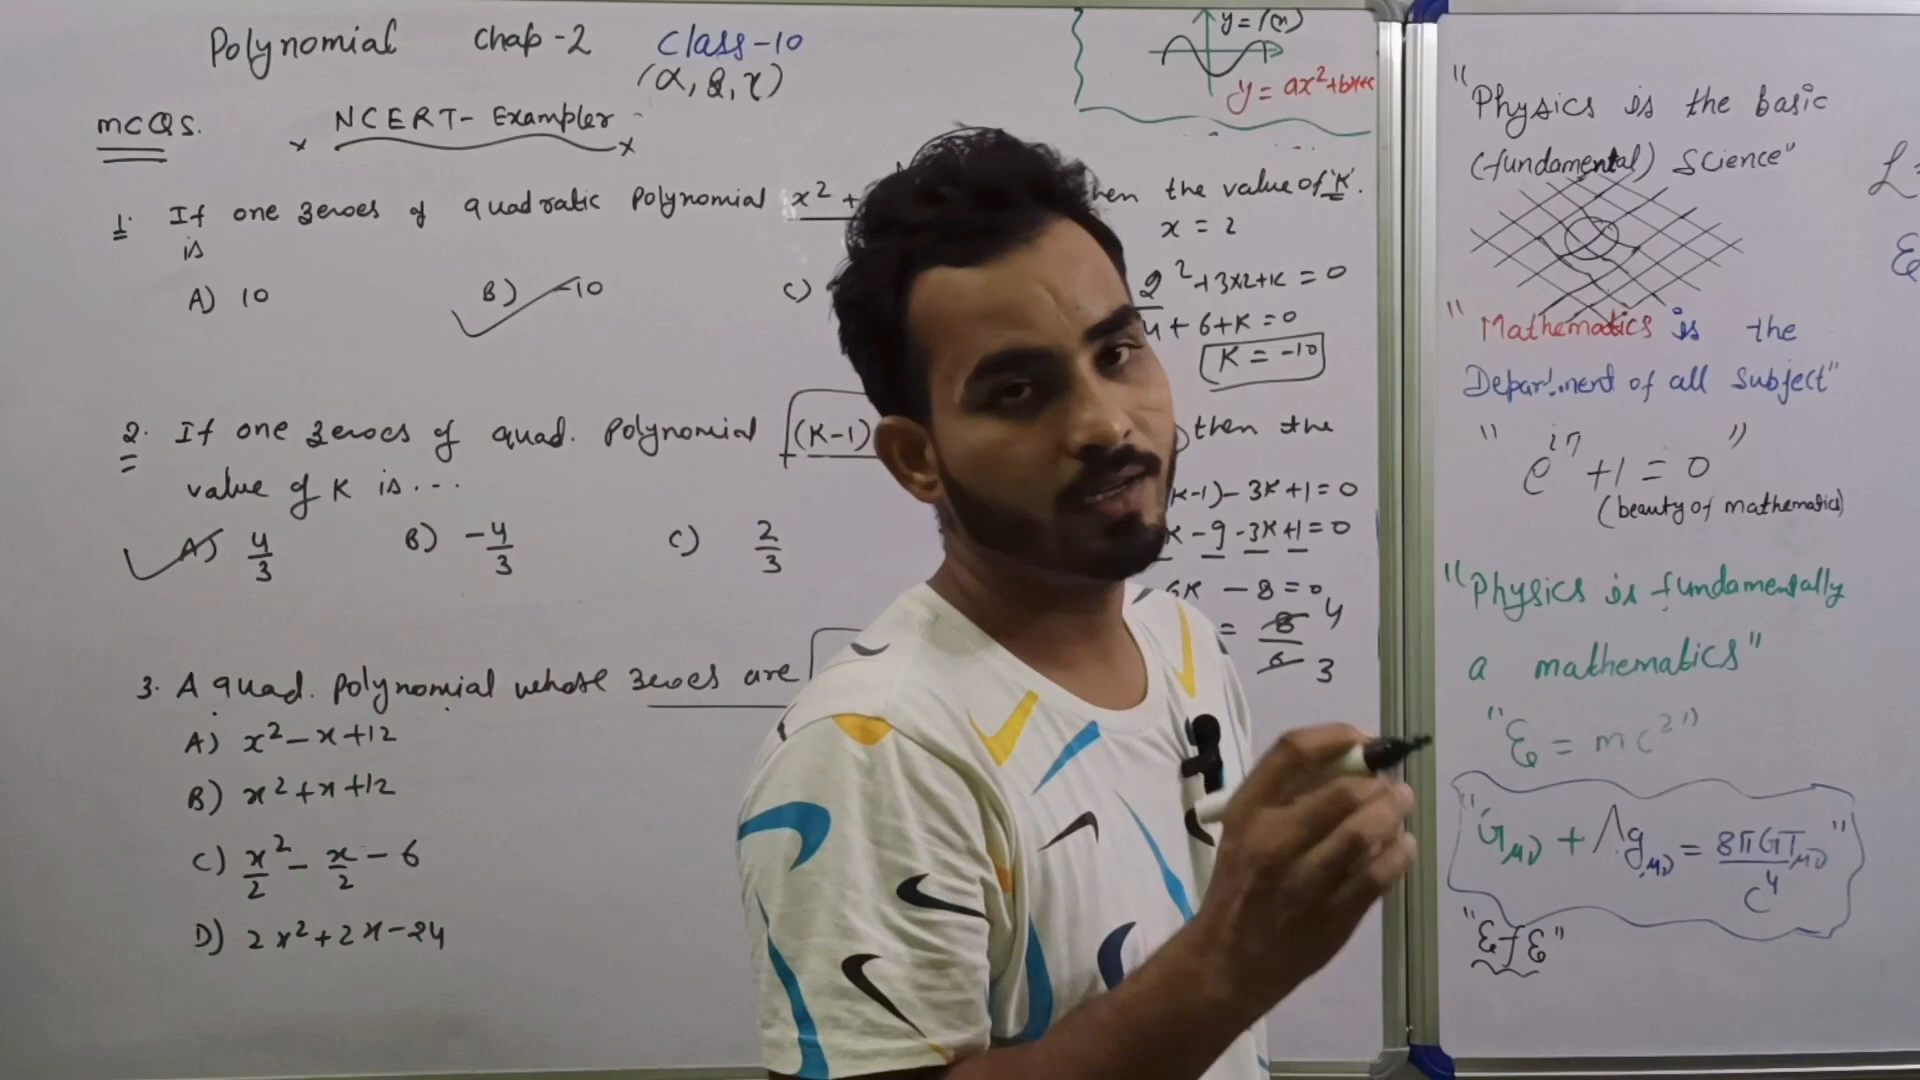 Polynomial chap-2 Class-10
(α, β, γ)
y = f(x)
y = ax²+bx+c
MCQS.
x NCERT- Exampler x
1. If one zeroes of quadratic polynomial x² + then the value of 'K'.
is
x = 2
A) 10 B) -10 C)
2² + 3x2+K = 0
4 + 6 + K = 0
K = -10
2. If one zeroes of quad. polynomial (K-1) then the
value of K is...
K-1) - 3K + 1 = 0
A) 4/3 B) -4/3 C) 2/3
K - 9 - 3K + 1 = 0
6K - 8 = 0
= 8/6 4
3
3. A quad. polynomial whose zeroes are
A) x² - x + 12
B) x² + x + 12
C) x²/2 - x/2 - 6
D) 2x² + 2x - 24
"Physics is the basic
(fundamental) Science"
"Mathematics is the
Department of all Subject"
"e^iπ + 1 = 0"
(beauty of mathematics)
"Physics is fundamentally
a mathematics"
"E = mc²"
"Gμν + Λgμν = 8πGTμν/c⁴"
"EfE"